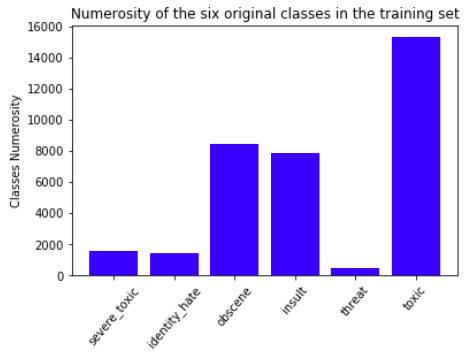 Numerosity of the six original classes in the training set
16000
14000
12000
10000
8000
6000
4000
2000
0
Classes Numerosity
severe_toxic
identity_hate
obscene
insult
threat
toxic